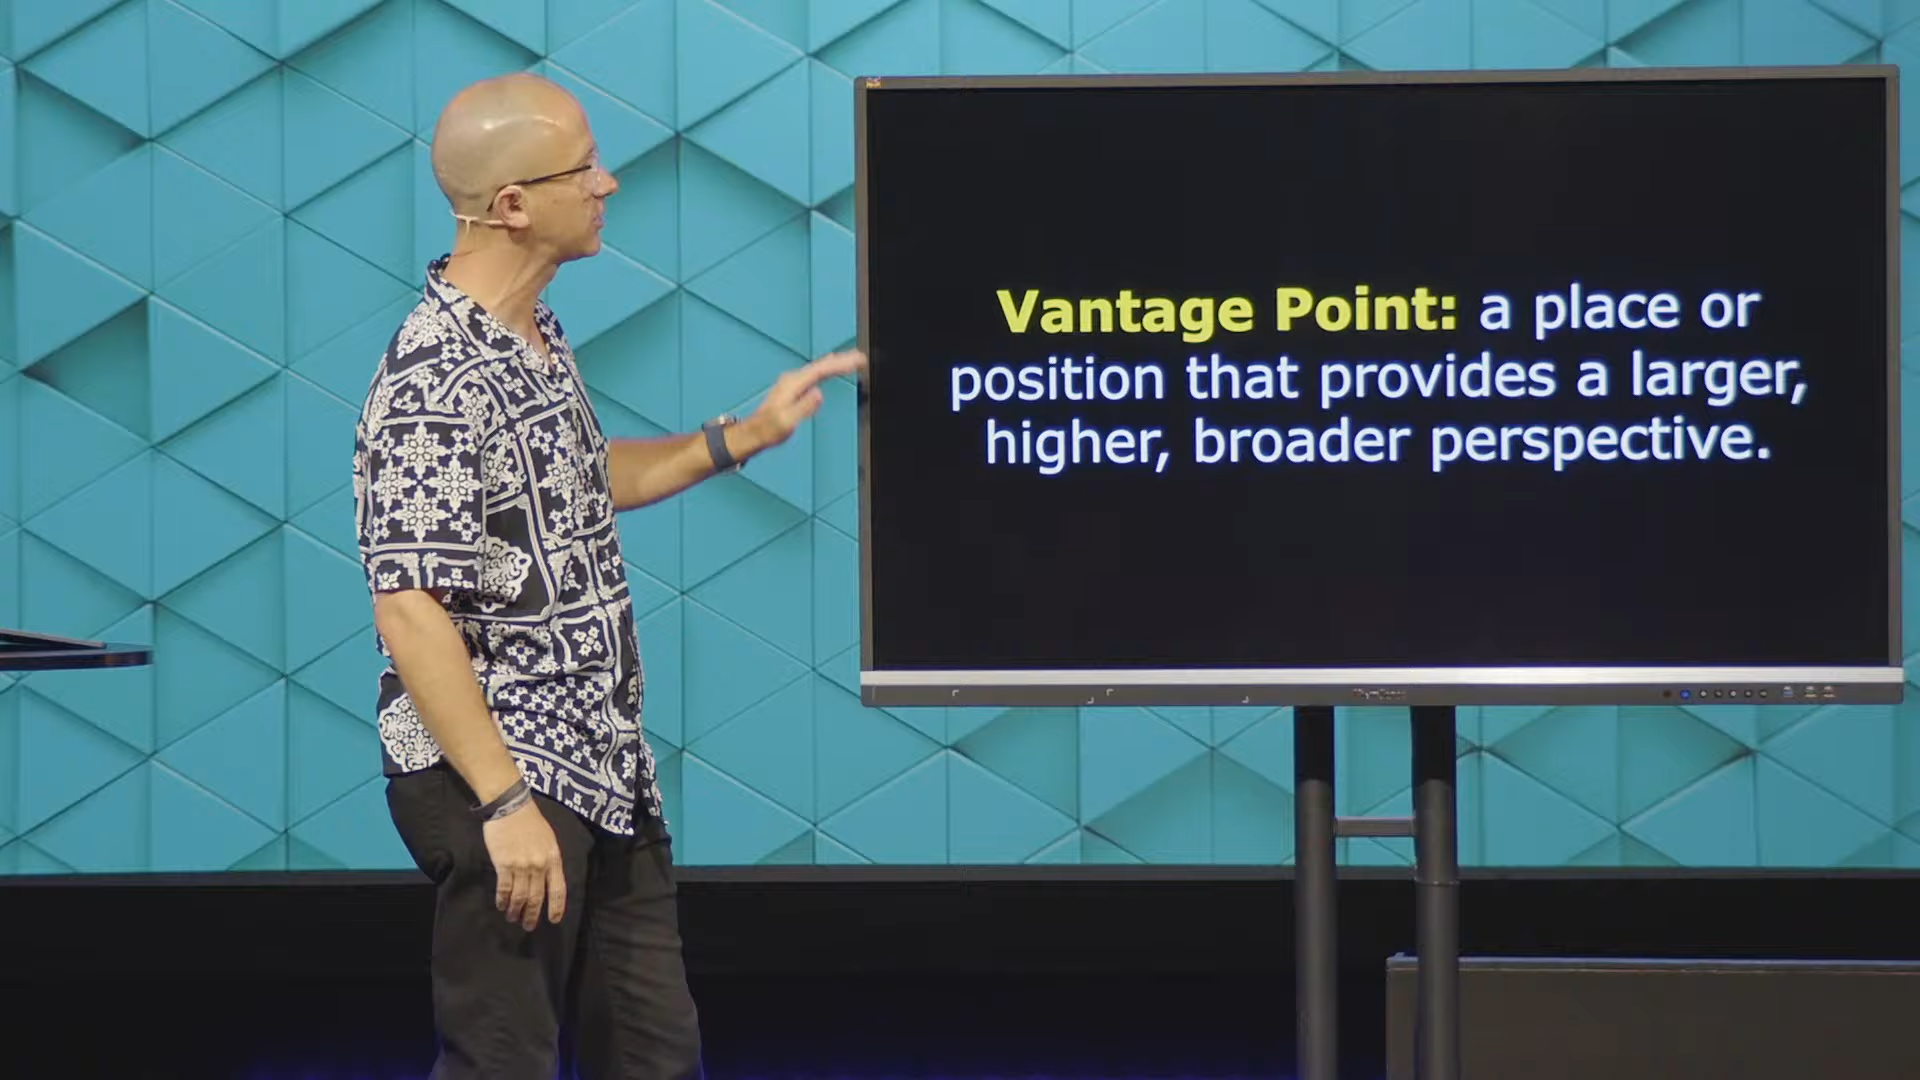 Vantage Point: a place or
position that provides a larger,
higher, broader perspective.